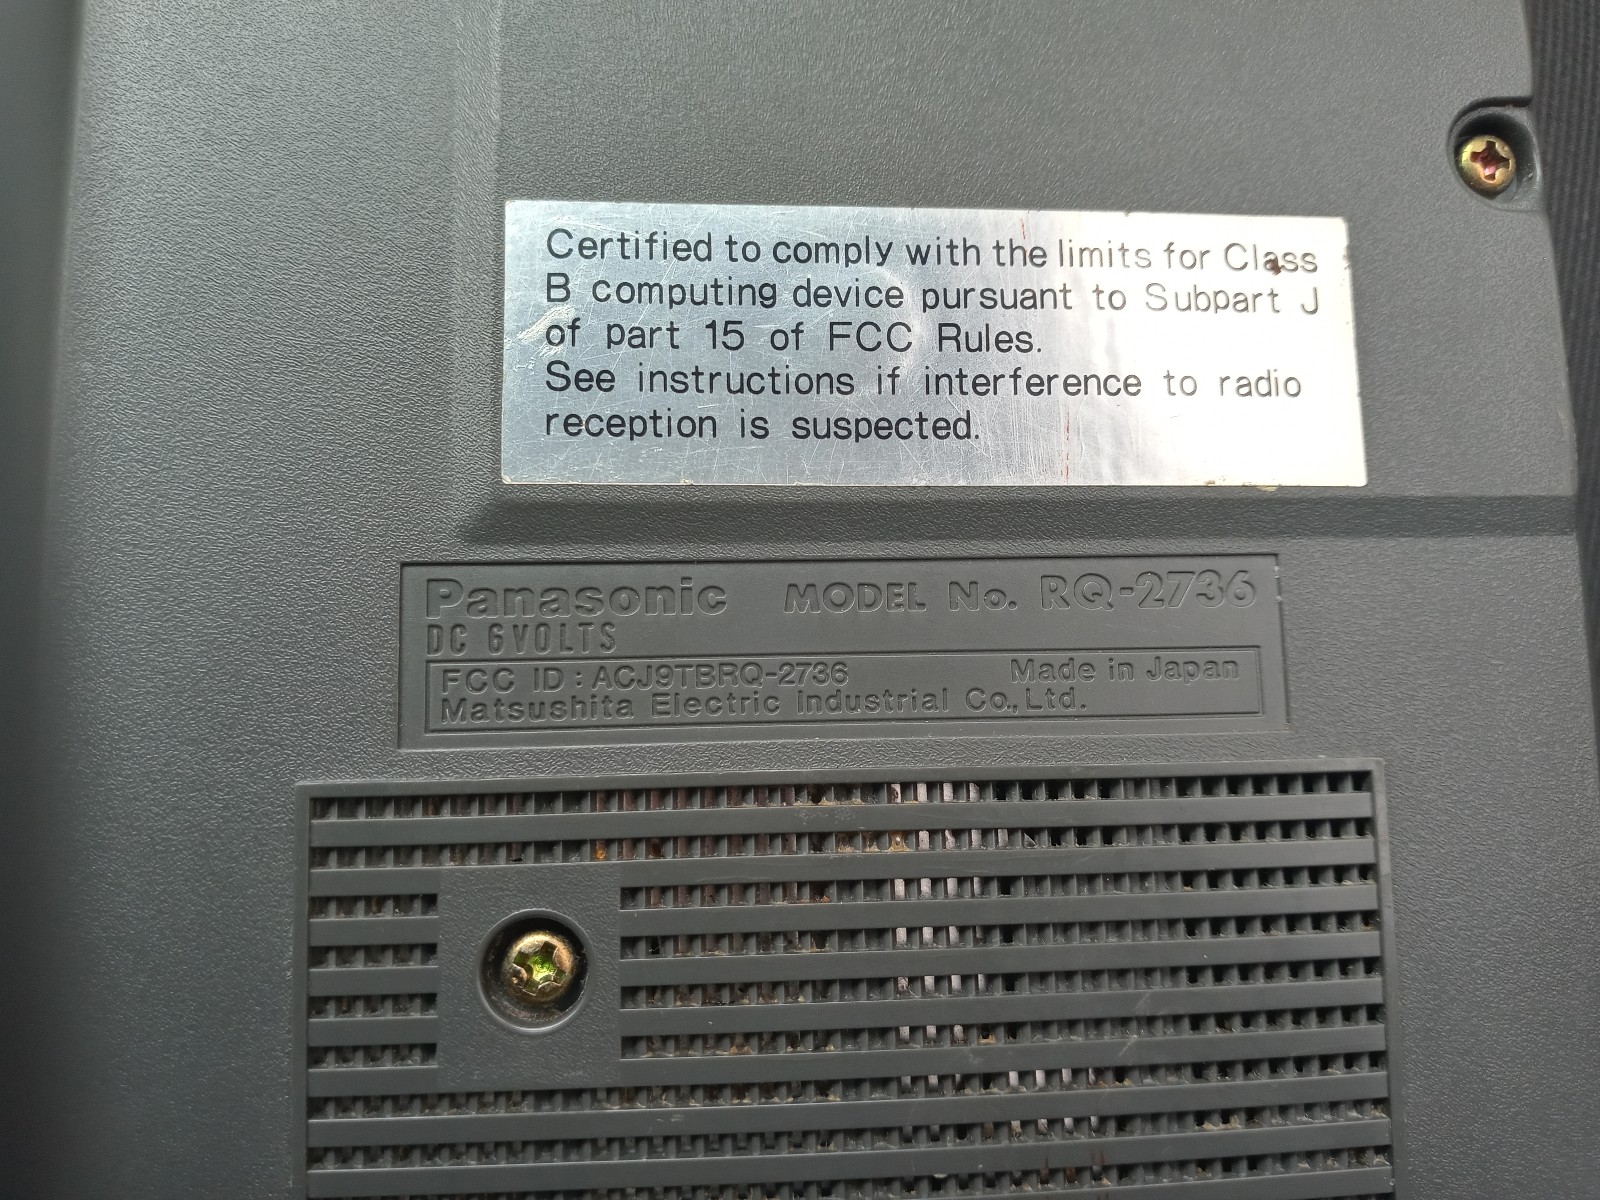 Certified to comply with the limits for Class
B computing device pursuant to Subpart J
of part 15 of FCC Rules.
See instructions if interference to radio
reception is suspected.
Panasonic MODEL No. RQ-2736
DC 6VOLTS
FCC ID : ACJ9TBRQ-2736 Made in Japan
Matsushita Electric Industrial Co., Ltd.